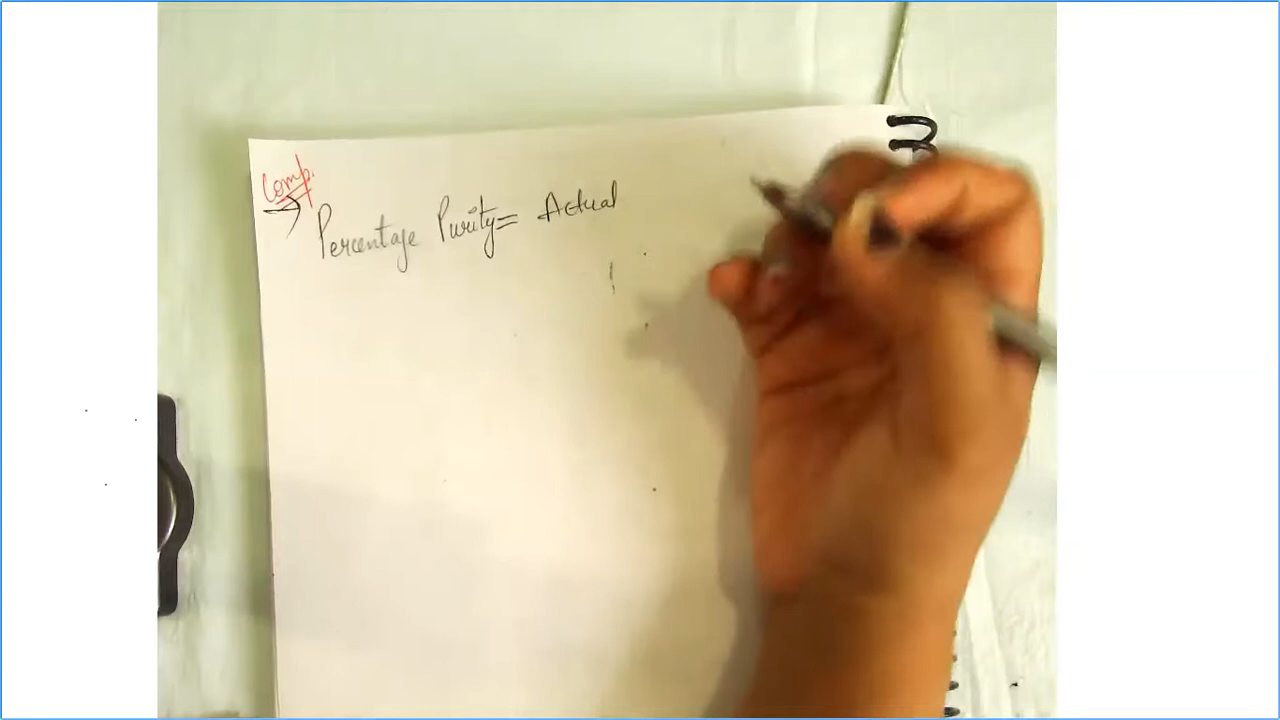 Comp.
→ Percentage Purity = Actual